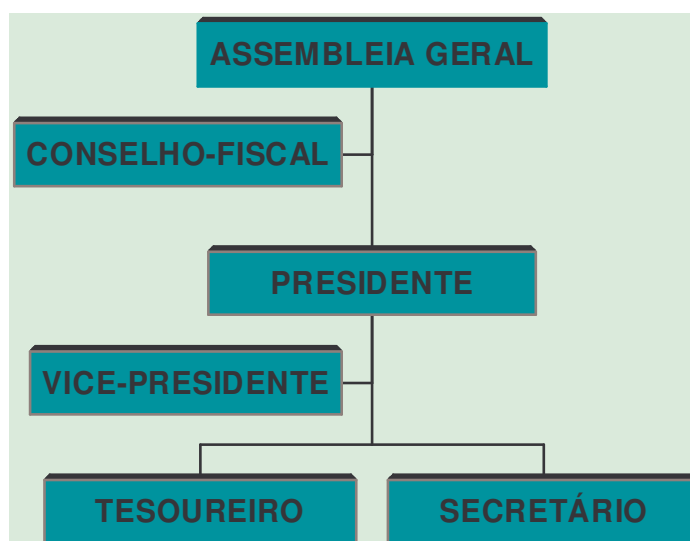 ASSEMBLEIA GERAL
CONSELHO-FISCAL
PRESIDENTE
VICE-PRESIDENTE
TESOUREIRO
SECRETÁRIO